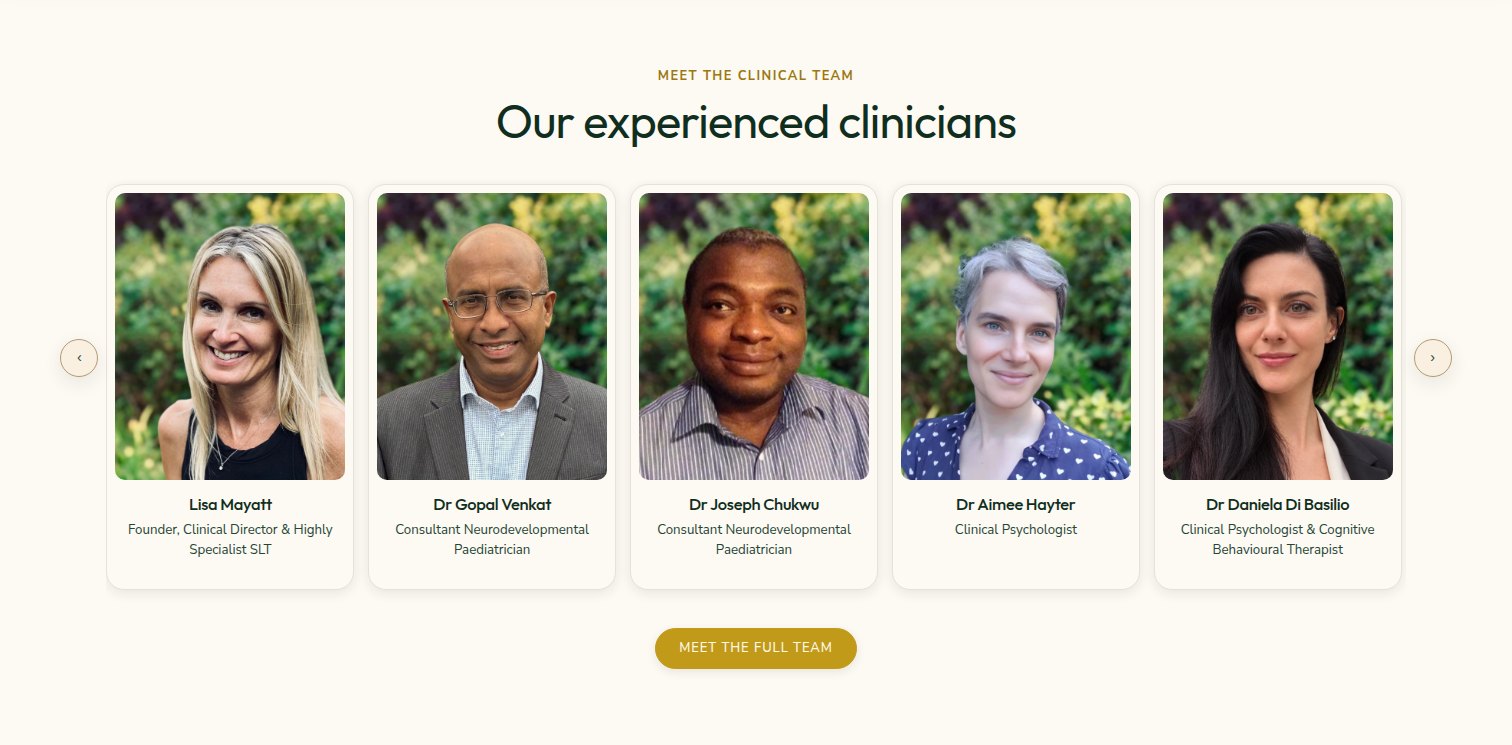 MEET THE CLINICAL TEAM
Our experienced clinicians
‹
›
Lisa Mayatt
Founder, Clinical Director & Highly
Specialist SLT
Dr Gopal Venkat
Consultant Neurodevelopmental
Paediatrician
Dr Joseph Chukwu
Consultant Neurodevelopmental
Paediatrician
Dr Aimee Hayter
Clinical Psychologist
Dr Daniela Di Basilio
Clinical Psychologist & Cognitive
Behavioural Therapist
MEET THE FULL TEAM